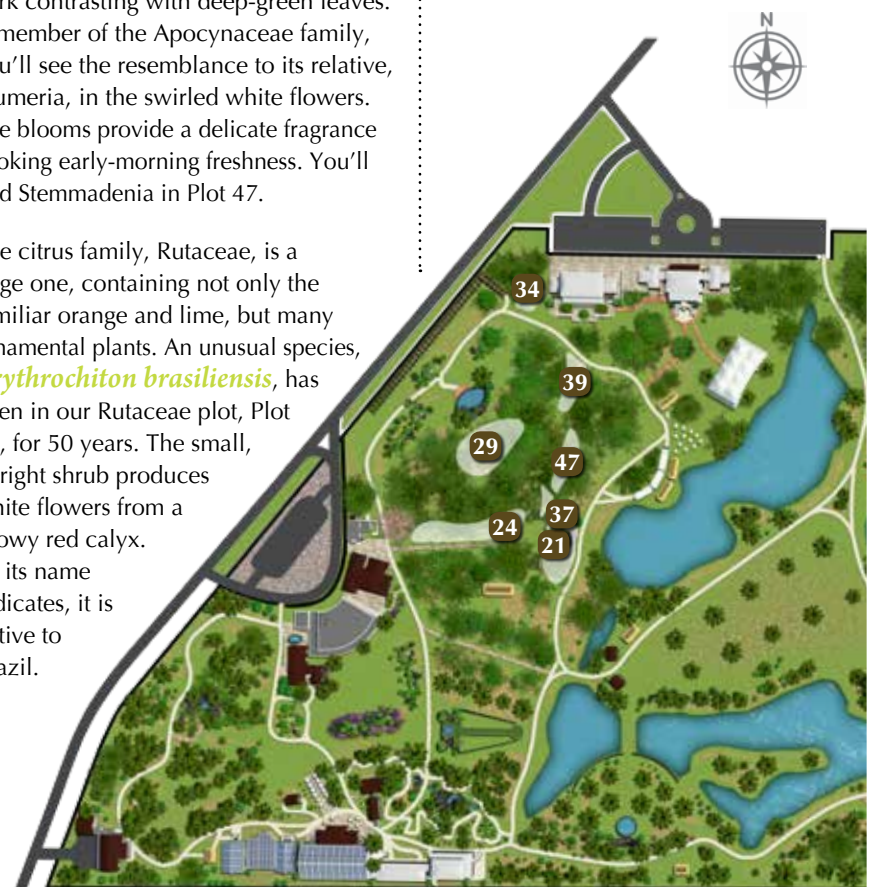 rk contrasting with deep-green leaves.
member of the Apocynaceae family,
u'll see the resemblance to its relative,
umeria, in the swirled white flowers.
e blooms provide a delicate fragrance
oking early-morning freshness. You'll
d Stemmadenia in Plot 47.
e citrus family, Rutaceae, is a
ge one, containing not only the
miliar orange and lime, but many
namental plants. An unusual species,
ythrochiton brasiliensis, has
en in our Rutaceae plot, Plot
, for 50 years. The small,
right shrub produces
hite flowers from a
owy red calyx.
its name
dicates, it is
tive to
azil.
N
34
39
29
47
37
24
21